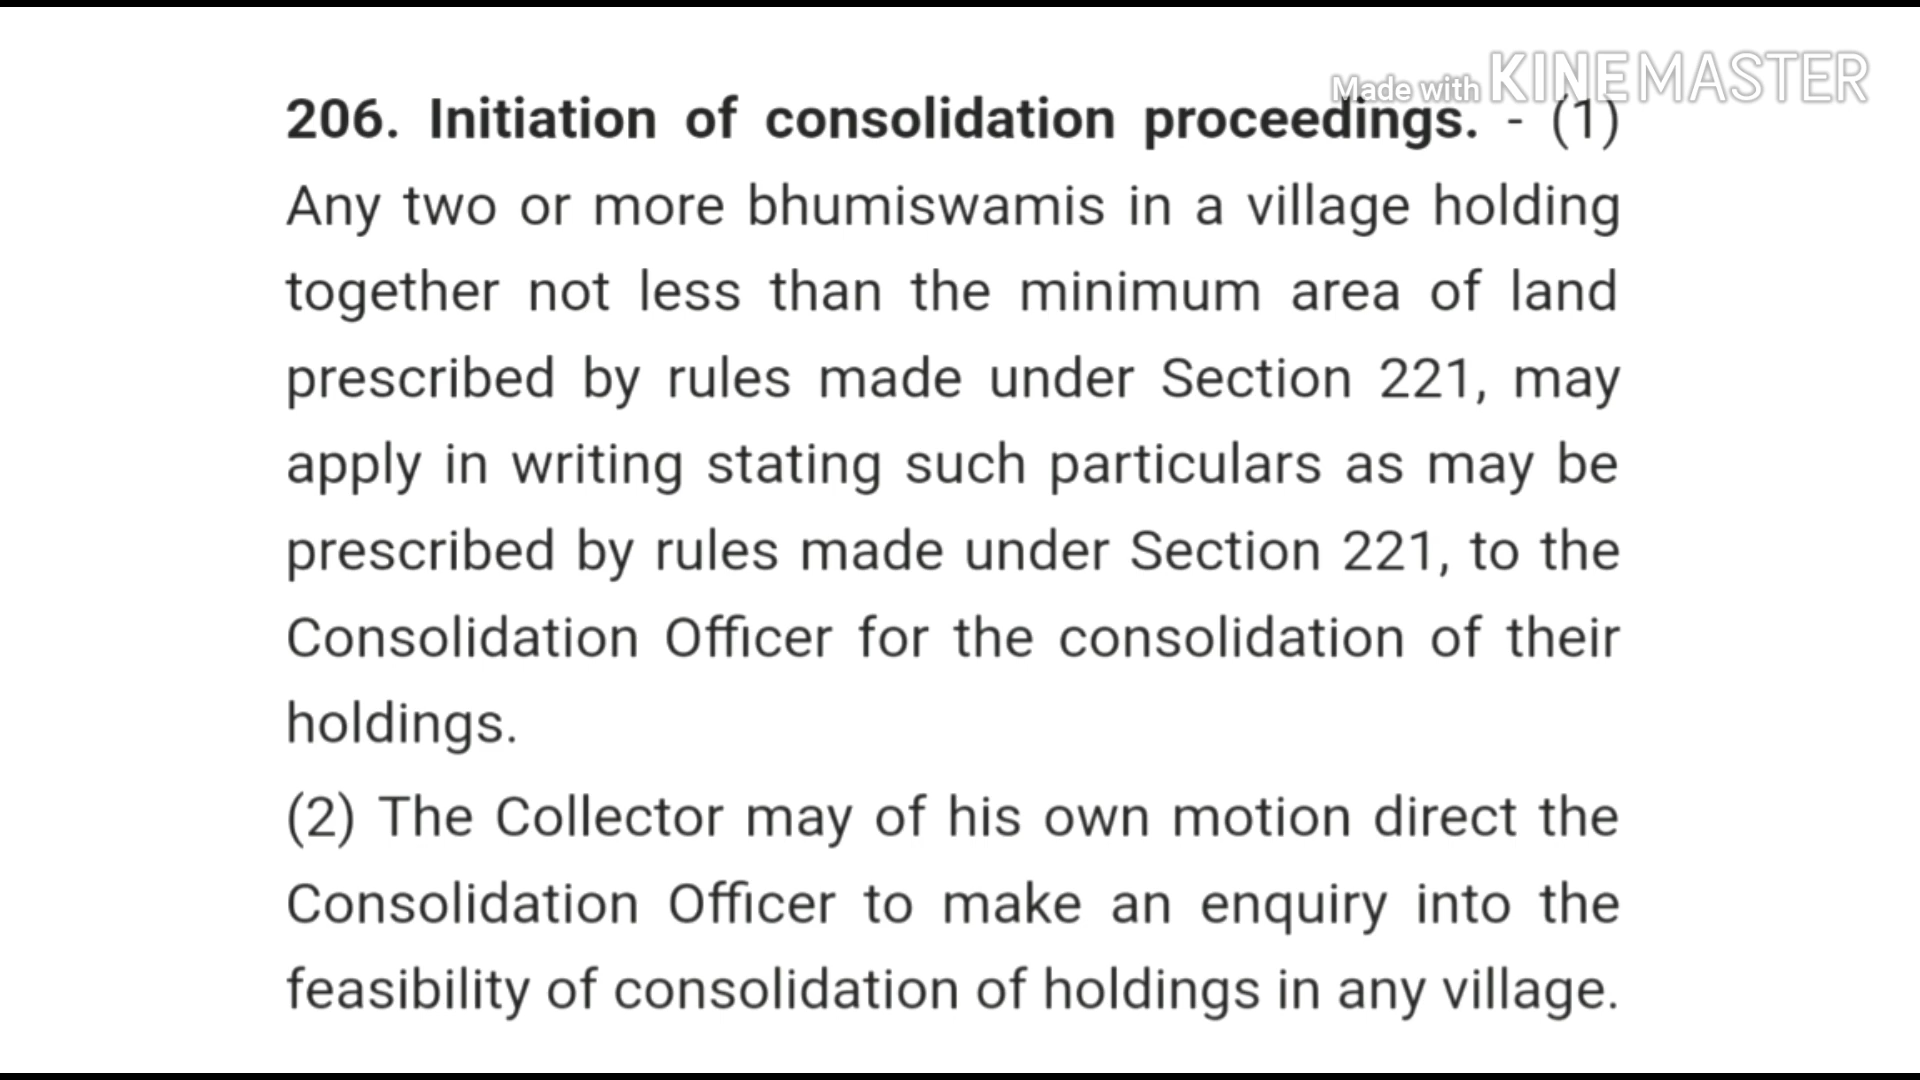 Made with KINEMASTER
206. Initiation of consolidation proceedings. - (1)
Any two or more bhumiswamis in a village holding
together not less than the minimum area of land
prescribed by rules made under Section 221, may
apply in writing stating such particulars as may be
prescribed by rules made under Section 221, to the
Consolidation Officer for the consolidation of their
holdings.
(2) The Collector may of his own motion direct the
Consolidation Officer to make an enquiry into the
feasibility of consolidation of holdings in any village.